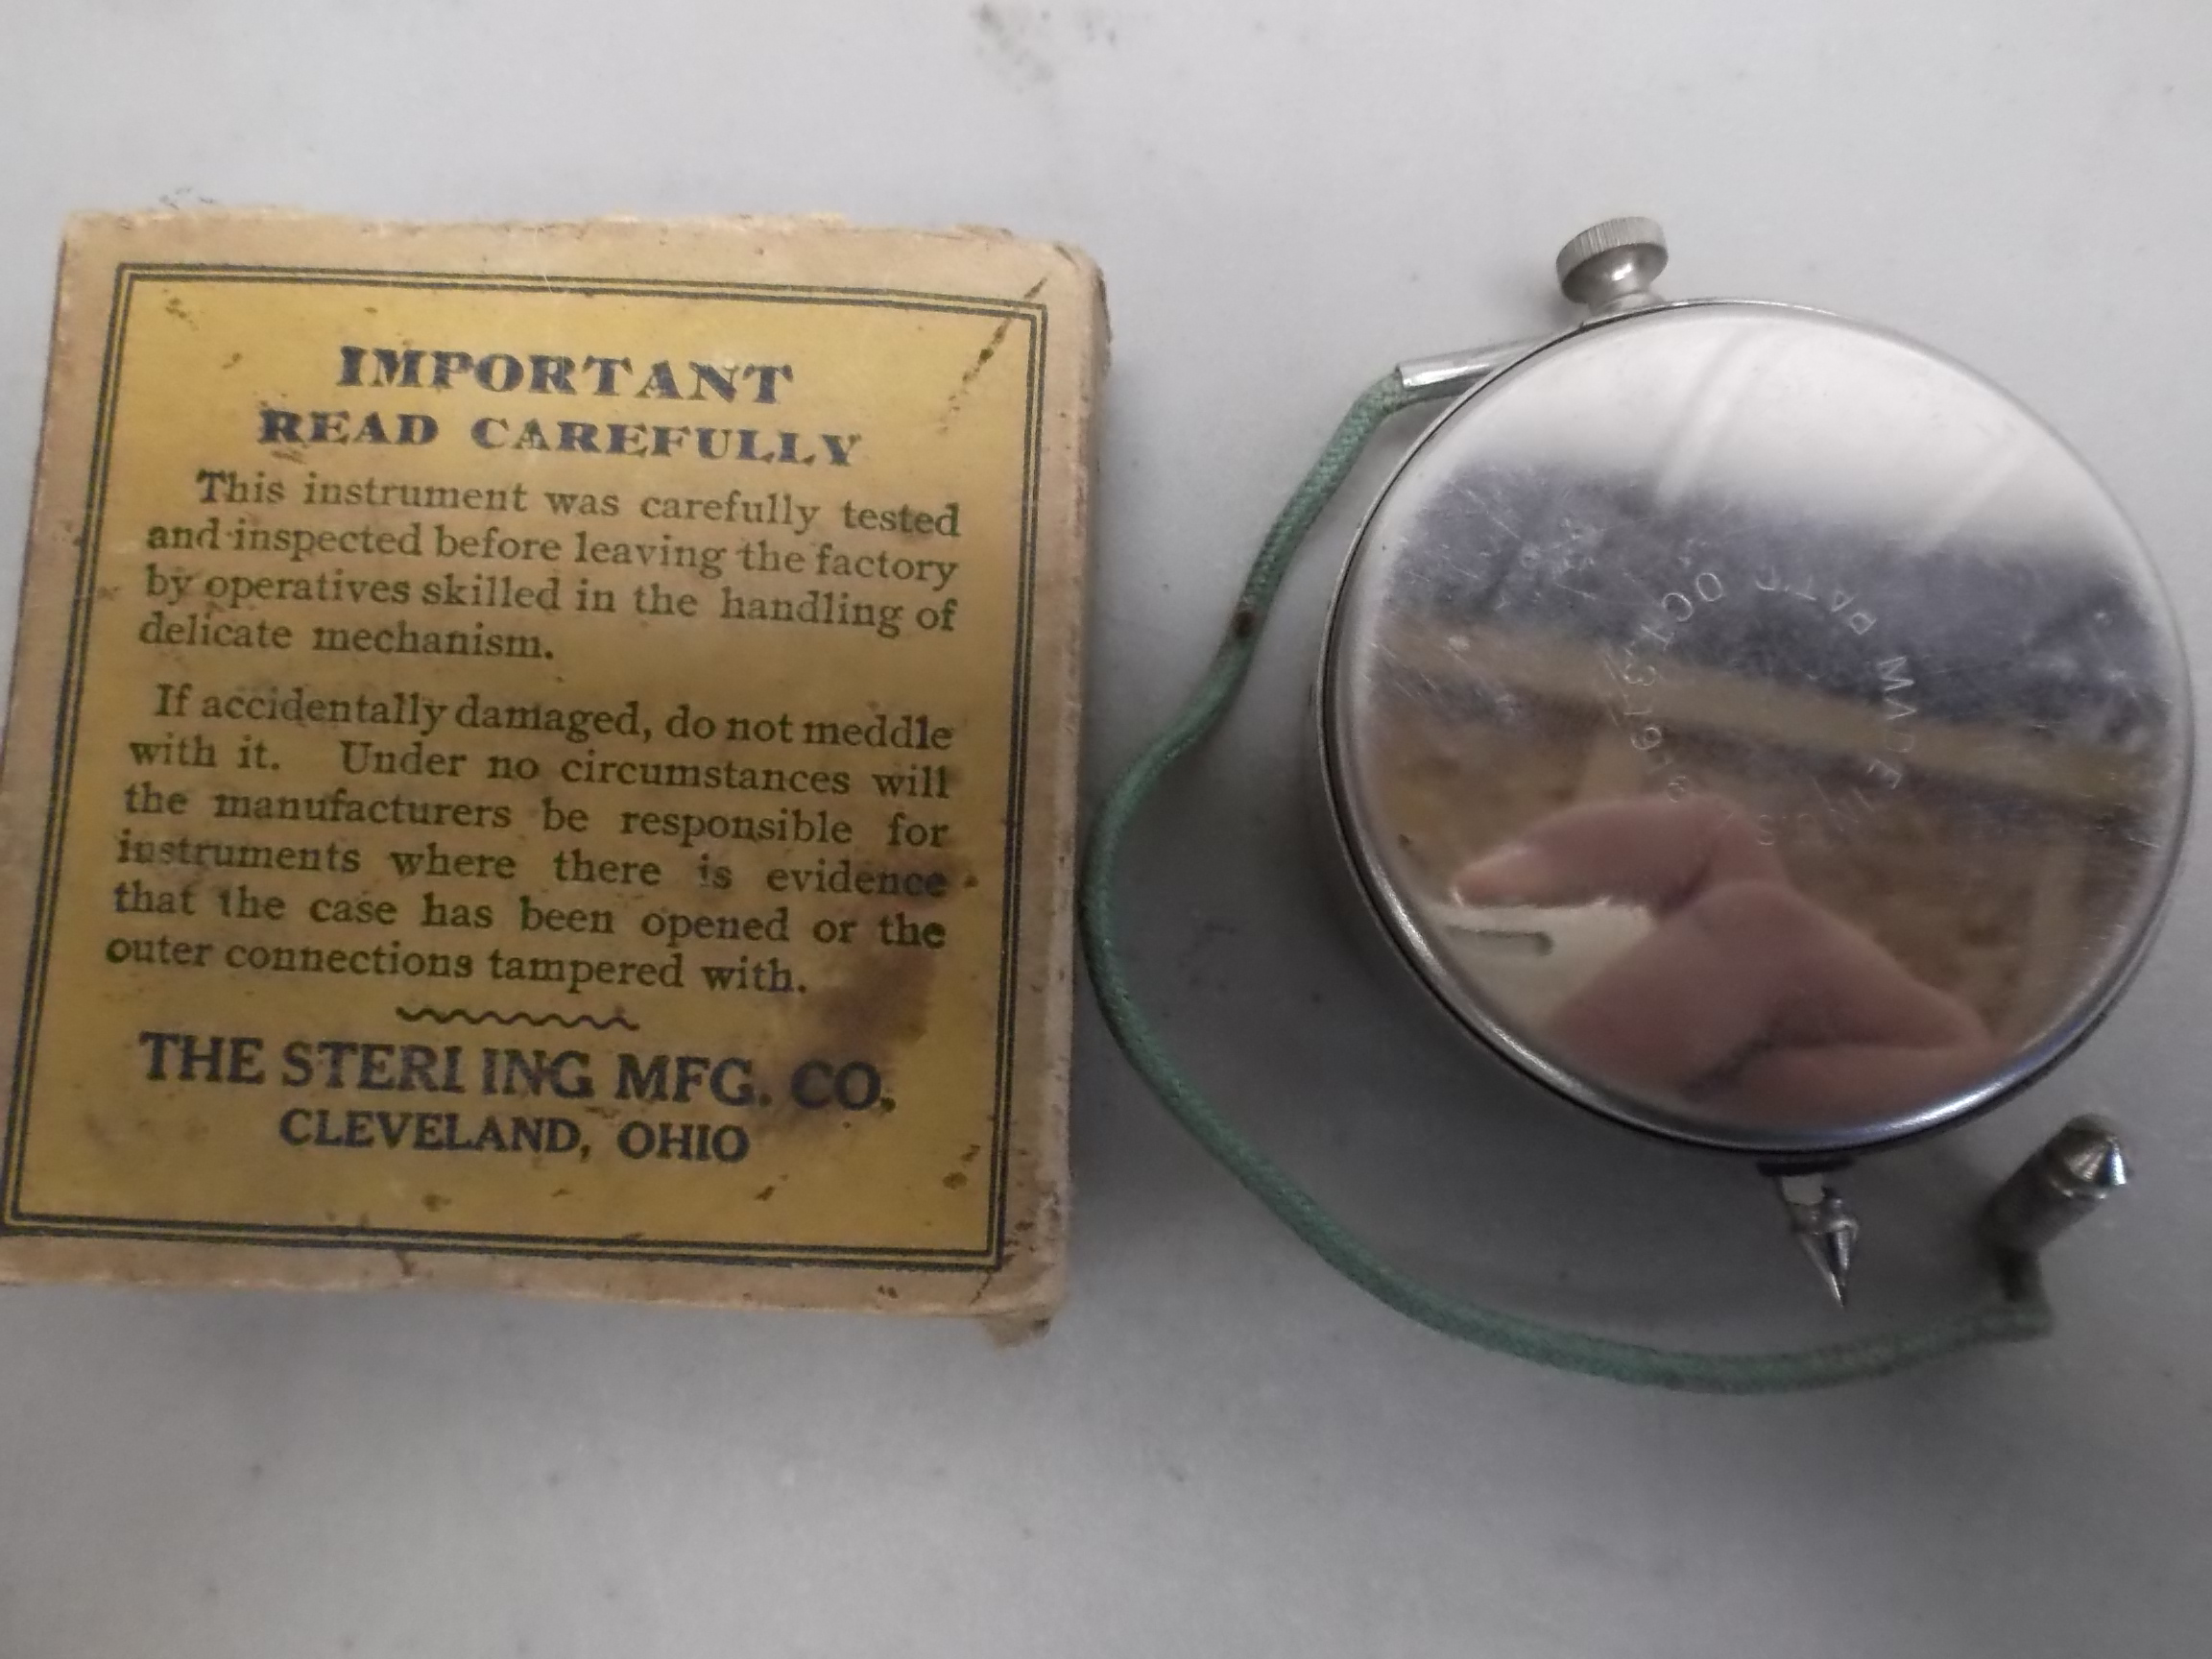 IMPORTANT
READ CAREFULLY
This instrument was carefully tested
and inspected before leaving the factory
by operatives skilled in the handling of
delicate mechanism.
If accidentally damaged, do not meddle
with it. Under no circumstances will
the manufacturers be responsible for
instruments where there is evidence
that the case has been opened or the
outer connections tampered with.
THE STERLING MFG. CO.
CLEVELAND, OHIO
PAT'D OCT
MADE IN U.S.